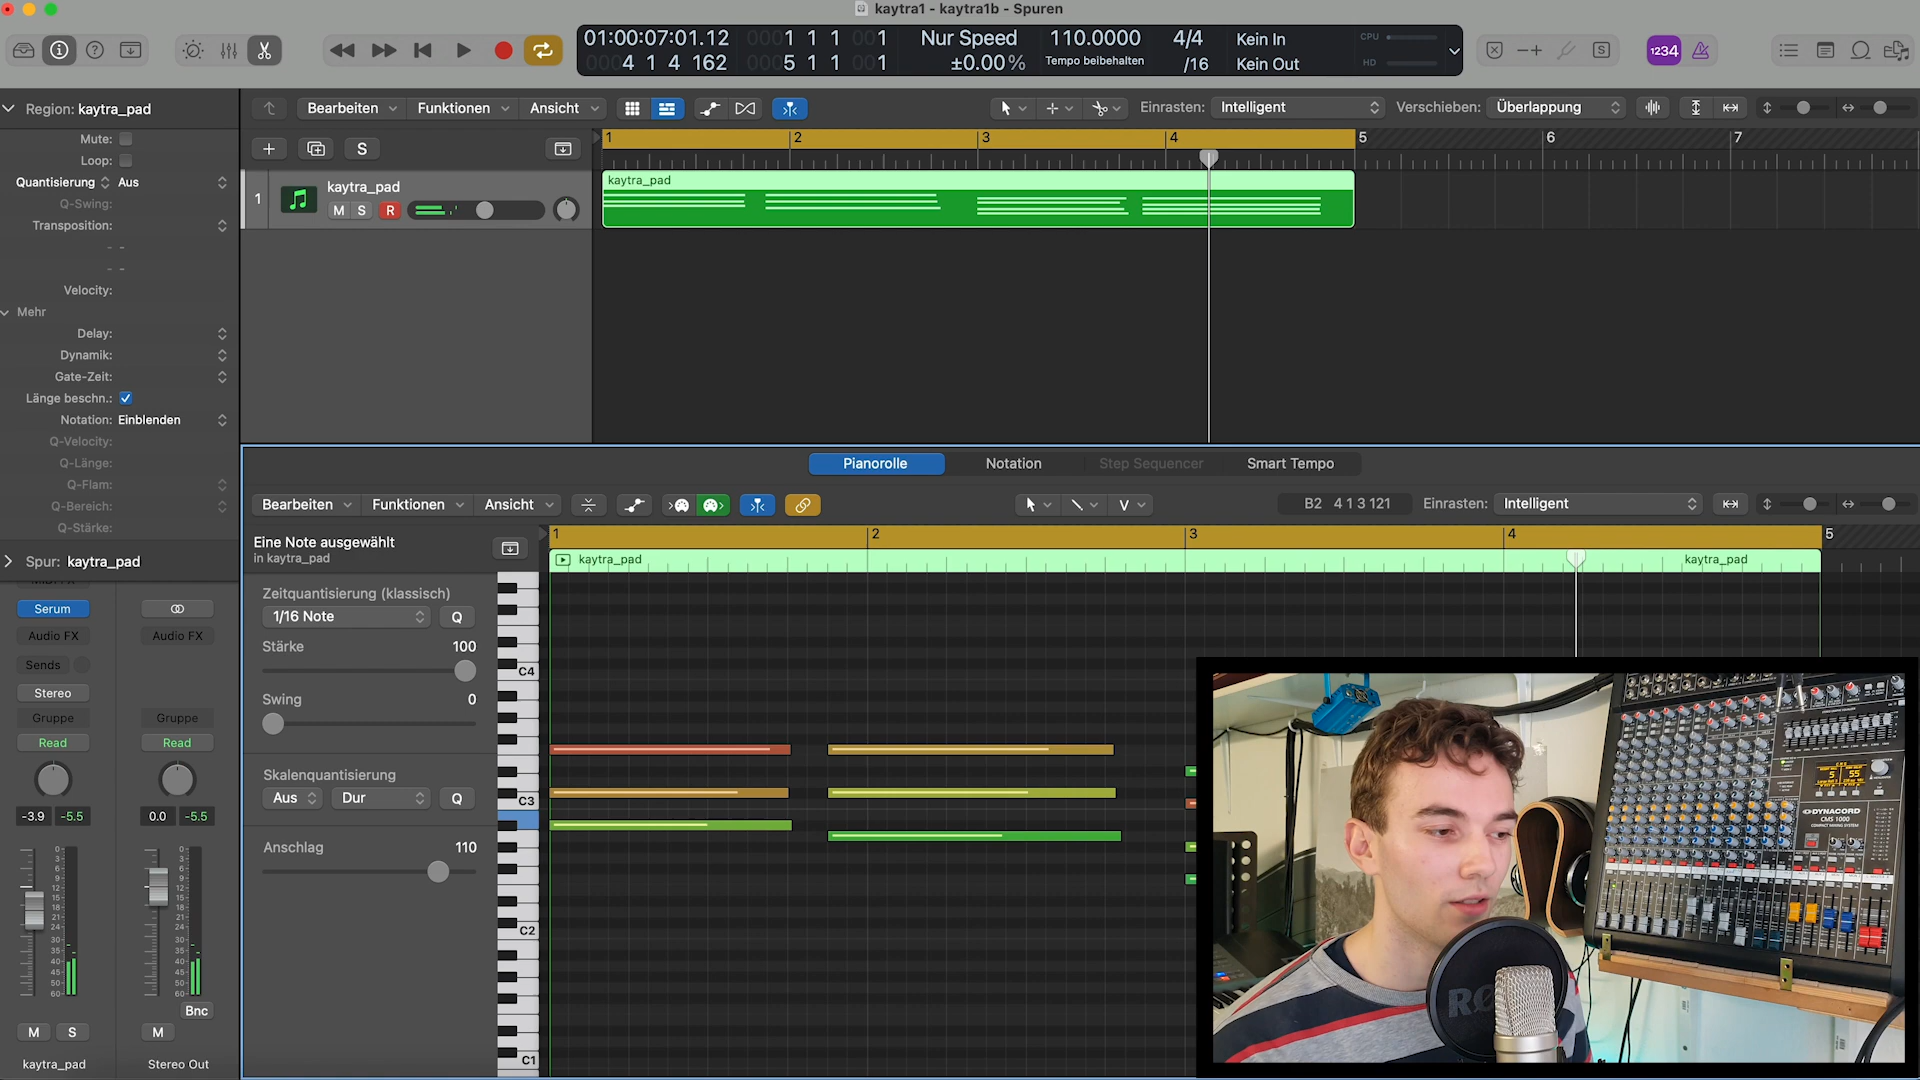 kaytra1 - kaytra1b - Spuren
01:00:07:01.12
0001 1 1 001
Nur Speed
110.0000
4/4
Kein In
CPU
0004 1 4 162
0005 1 1 001
±0.00%
Tempo beibehalten
/16
Kein Out
HD
1234
Region: kaytra_pad
Bearbeiten
Funktionen
Ansicht
Einrasten: Intelligent
Verschieben: Überlappung
Mute:
Loop:
Quantisierung Aus
Q-Swing:
Transposition:
Velocity:
Mehr
Delay:
Dynamik:
Gate-Zeit:
Länge beschn.:
Notation: Einblenden
Q-Velocity:
Q-Länge:
Q-Flam:
Q-Bereich:
Q-Stärke:
S
1 2 3 4 5 6 7
1
kaytra_pad
M S R
kaytra_pad
Pianorolle
Notation
Step Sequencer
Smart Tempo
Bearbeiten
Funktionen
Ansicht
B2 4 1 3 121
Einrasten: Intelligent
Eine Note ausgewählt
in kaytra_pad
1 2 3 4 5
kaytra_pad
kaytra_pad
Zeitquantisierung (klassisch)
1/16 Note
Q
Stärke 100
Swing 0
Skalenquantisierung
Aus
Dur
Q
Anschlag 110
C4
C3
C2
C1
Spur: kaytra_pad
Serum
Audio FX
Audio FX
Sends
Stereo
Gruppe
Gruppe
Read
Read
-3.9 -5.5
0.0 -5.5
Bnc
M S
M
kaytra_pad
Stereo Out
DYNACORD
CMS 1000